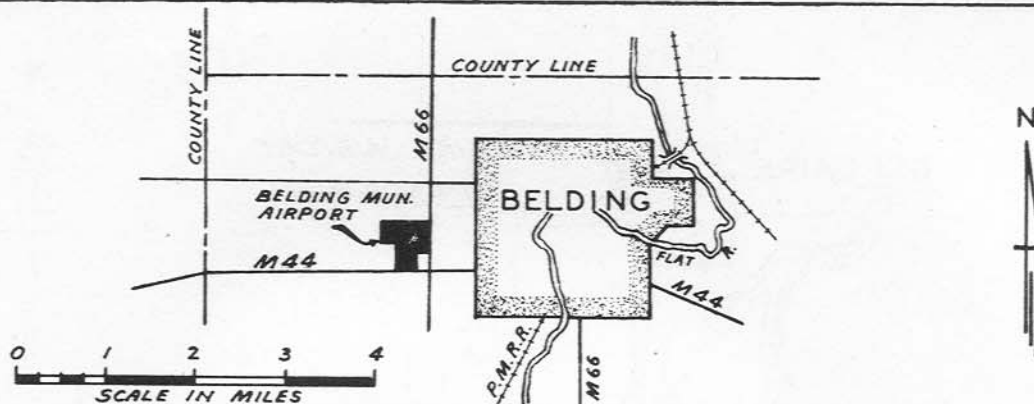 COUNTY LINE
COUNTY LINE
M66
N
BELDING MUN.
AIRPORT
BELDING
M44
FLAT
M44
0 1 2 3 4
SCALE IN MILES
P.M.R.R.
M66